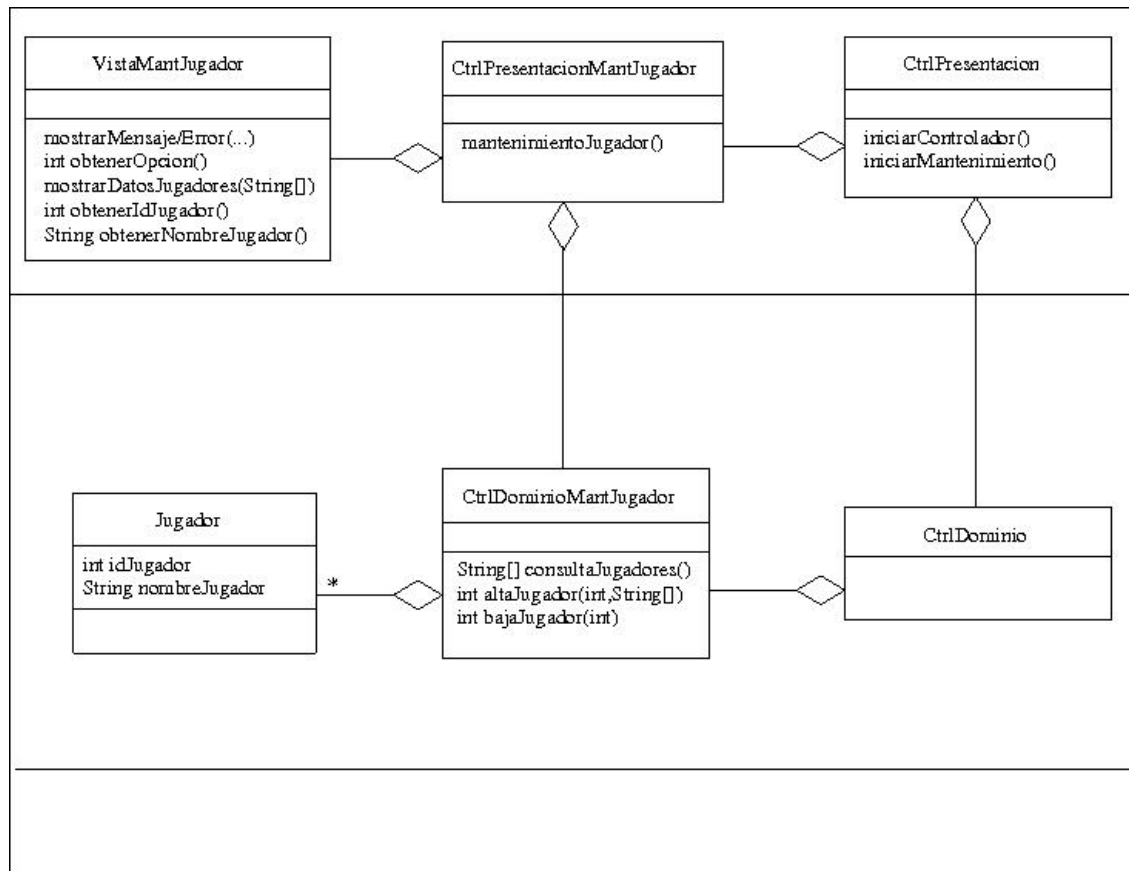 VistaMantJugador
mostrarMensaje/Error(...)
int obtenerOpcion()
mostrarDatosJugadores(String[])
int obtenerIdJugador()
String obtenerNombreJugador()
CtrlPresentacionMantJugador
mantenimientoJugador()
CtrlPresentacion
iniciarControlador()
iniciarMantenimiento()
Jugador
int idJugador
String nombreJugador
*
CtrlDominioMantJugador
String[] consultaJugadores()
int altaJugador(int,String[])
int bajaJugador(int)
CtrlDominio